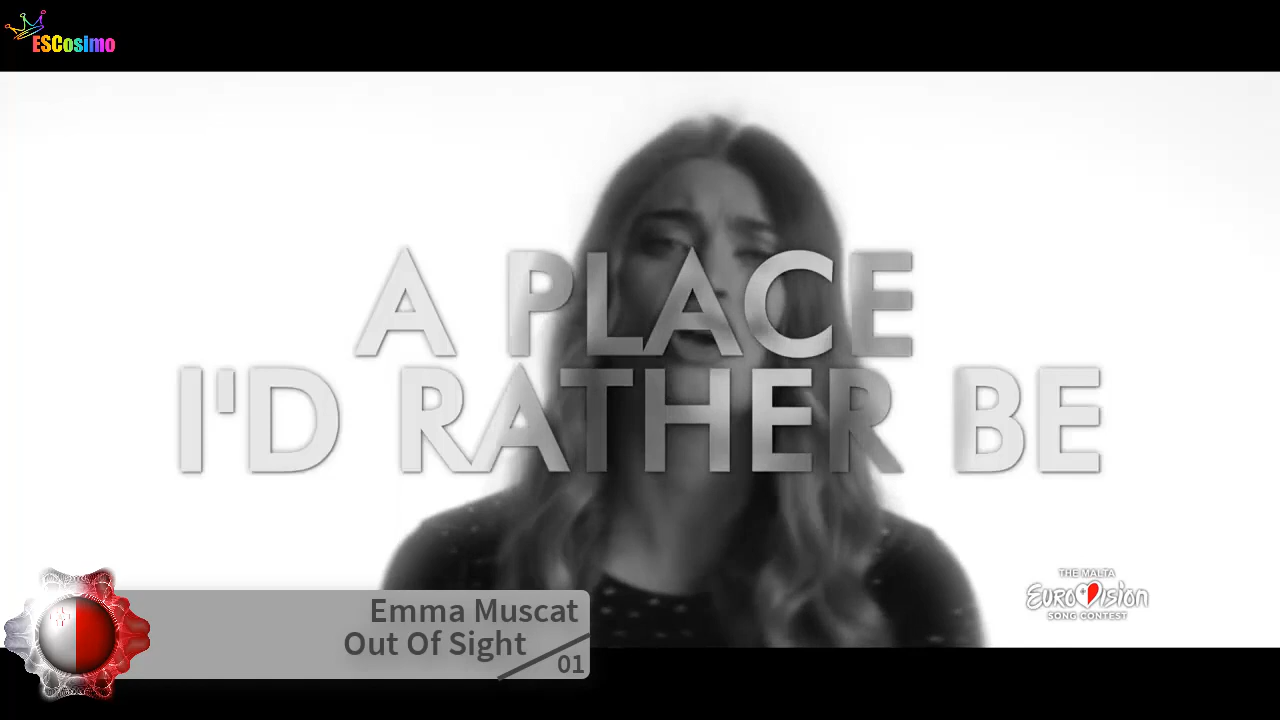 ESCosimo
A PLACE
I'D RATHER BE
THE MALTA
EUROVISION
SONG CONTEST
Emma Muscat
Out Of Sight
01